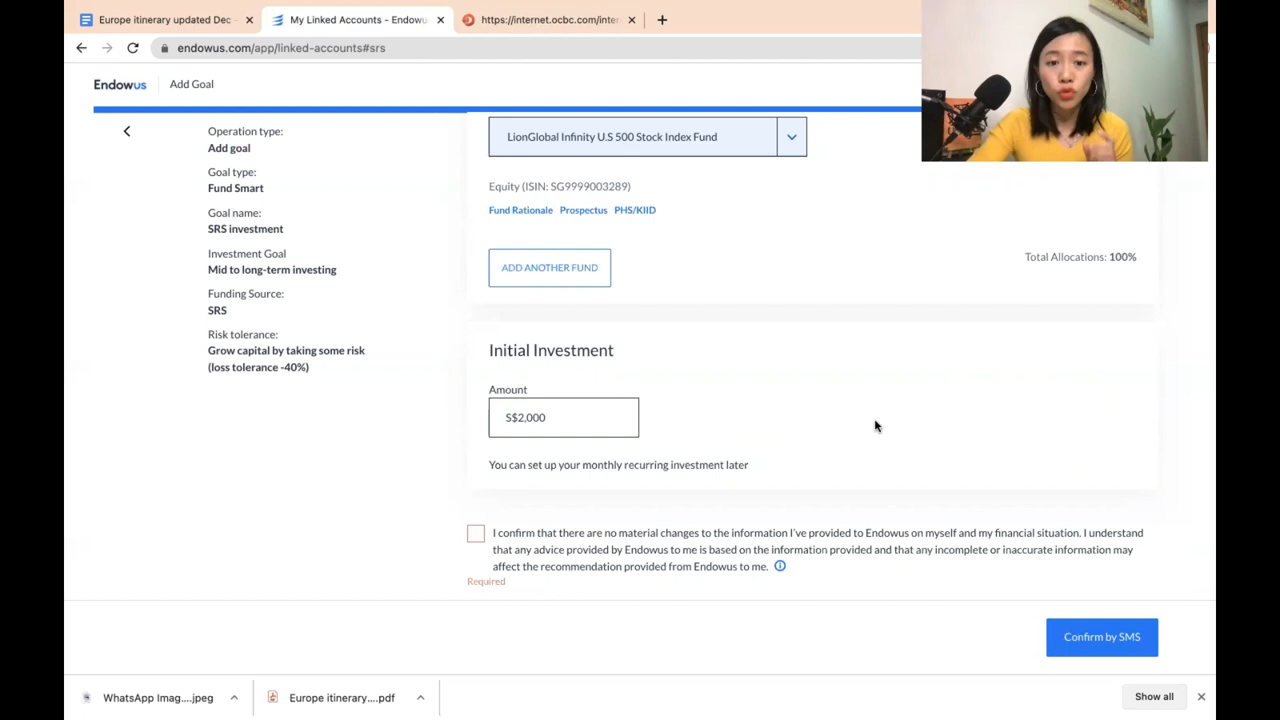 Europe itinerary updated Dec
My Linked Accounts - Endowu
https://internet.ocbc.com/inter
endowus.com/app/linked-accounts#srs
Endowus
Add Goal
Operation type:
Add goal
Goal type:
Fund Smart
Goal name:
SRS investment
Investment Goal
Mid to long-term investing
Funding Source:
SRS
Risk tolerance:
Grow capital by taking some risk
(loss tolerance -40%)
LionGlobal Infinity U.S 500 Stock Index Fund
Equity (ISIN: SG9999003289)
Fund Rationale Prospectus PHS/KIID
ADD ANOTHER FUND
Total Allocations: 100%
Initial Investment
Amount
S$2,000
You can set up your monthly recurring investment later
I confirm that there are no material changes to the information I've provided to Endowus on myself and my financial situation. I understand
that any advice provided by Endowus to me is based on the information provided and that any incomplete or inaccurate information may
affect the recommendation provided from Endowus to me.
Required
Confirm by SMS
WhatsApp Imag....jpeg
Europe itinerary....pdf
Show all